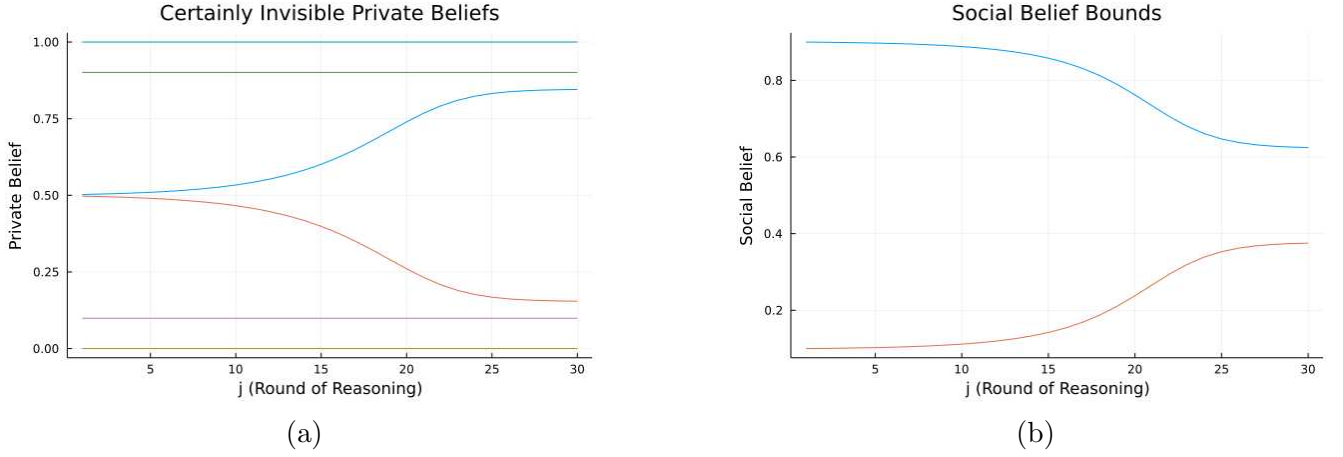 Certainly Invisible Private Beliefs
1.00
0.75
0.50
0.25
0.00
Private Belief
5 10 15 20 25 30
j (Round of Reasoning)
(a)
Social Belief Bounds
0.8
0.6
0.4
0.2
Social Belief
5 10 15 20 25 30
j (Round of Reasoning)
(b)